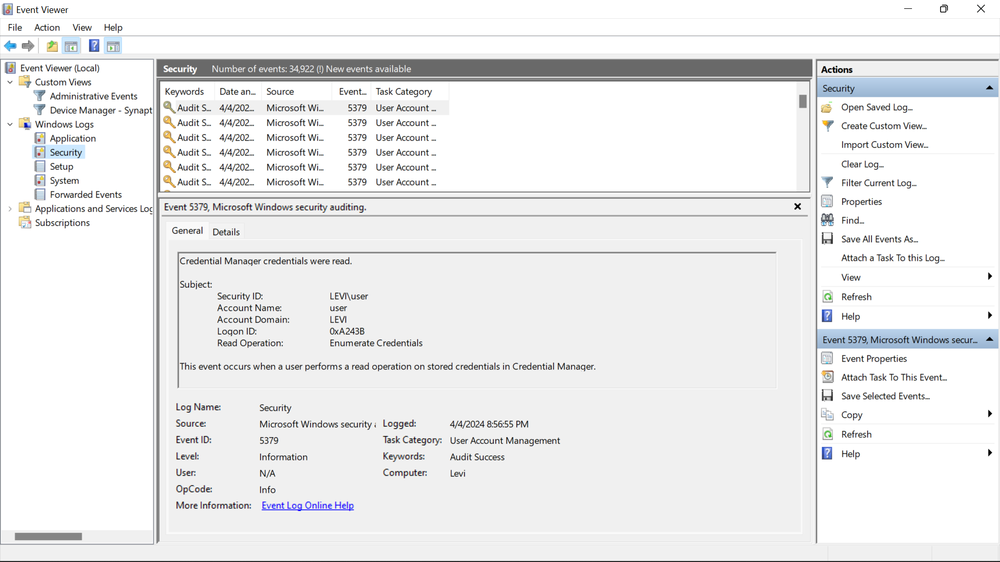 Event Viewer
File Action View Help
Event Viewer (Local)
Custom Views
Administrative Events
Device Manager - Synapt
Windows Logs
Application
Security
Setup
System
Forwarded Events
Applications and Services Log
Subscriptions
Security Number of events: 34,922 (!) New events available
Keywords Date an... Source Event... Task Category
Audit S... 4/4/202... Microsoft Wi... 5379 User Account ...
Audit S... 4/4/202... Microsoft Wi... 5379 User Account ...
Audit S... 4/4/202... Microsoft Wi... 5379 User Account ...
Audit S... 4/4/202... Microsoft Wi... 5379 User Account ...
Audit S... 4/4/202... Microsoft Wi... 5379 User Account ...
Audit S... 4/4/202... Microsoft Wi... 5379 User Account ...
Event 5379, Microsoft Windows security auditing.
General Details
Credential Manager credentials were read.
Subject:
Security ID: LEVI\user
Account Name: user
Account Domain: LEVI
Logon ID: 0xA243B
Read Operation: Enumerate Credentials
This event occurs when a user performs a read operation on stored credentials in Credential Manager.
Log Name: Security
Source: Microsoft Windows security Logged: 4/4/2024 8:56:55 PM
Event ID: 5379 Task Category: User Account Management
Level: Information Keywords: Audit Success
User: N/A Computer: Levi
OpCode: Info
More Information: Event Log Online Help
Actions
Security
Open Saved Log...
Create Custom View...
Import Custom View...
Clear Log...
Filter Current Log...
Properties
Find...
Save All Events As...
Attach a Task To this Log...
View
Refresh
Help
Event 5379, Microsoft Windows secur...
Event Properties
Attach Task To This Event...
Save Selected Events...
Copy
Refresh
Help